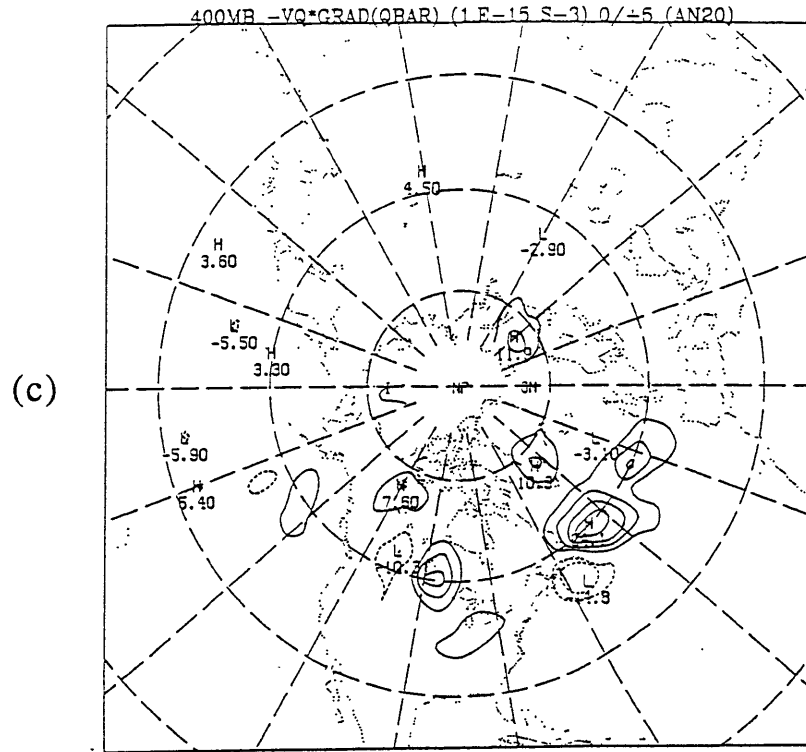 400MB -VQ*GRAD(QBAR) (1.E-15 S-3) 0/±5 (AN20)
H
4.50
H
3.60
L
-2.90
-5.50
H
3.30
H
(c)
NP
L
-3.10
-5.90
H
5.40
10.3
7.60
L
L